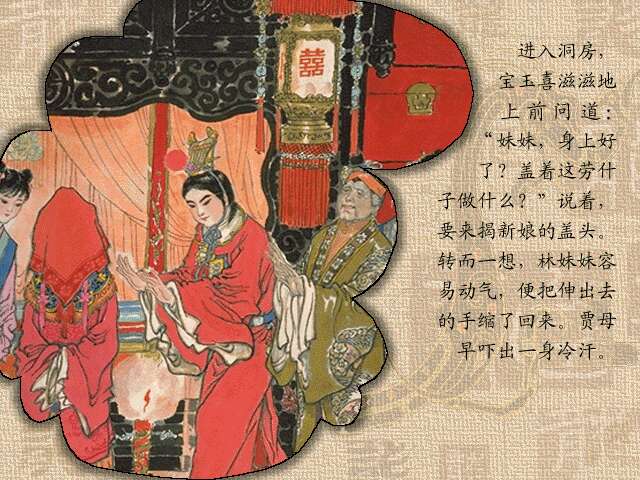 囍
进入洞房，
宝玉喜滋滋地
上前问道：
“妹妹，身上好
了？盖着这劳什
子做什么？”说着，
要来揭新娘的盖头。
转而一想，林妹妹容
易动气，便把伸出去
的手缩了回来。贾母
早吓出一身冷汗。